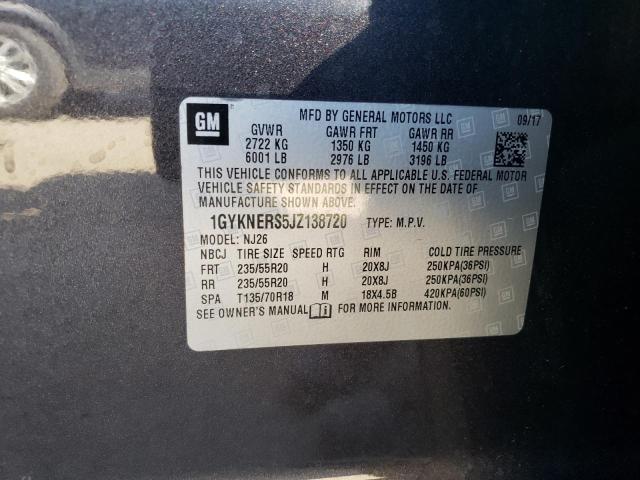 GM
MFD BY GENERAL MOTORS LLC 09/17
GVWR GAWR FRT GAWR RR
2722 KG 1350 KG 1450 KG
6001 LB 2976 LB 3196 LB
THIS VEHICLE CONFORMS TO ALL APPLICABLE U.S. FEDERAL MOTOR
VEHICLE SAFETY STANDARDS IN EFFECT ON THE DATE OF
MANUFACTURE SHOWN ABOVE.
1GYKNERS5JZ138720 TYPE: M.P.V.
MODEL: NJ26
NBCJ TIRE SIZE SPEED RTG RIM COLD TIRE PRESSURE
FRT 235/55R20 H 20X8J 250KPA(36PSI)
RR 235/55R20 H 20X8J 250KPA(36PSI)
SPA T135/70R18 M 18X4.5B 420KPA(60PSI)
SEE OWNER'S MANUAL FOR MORE INFORMATION.